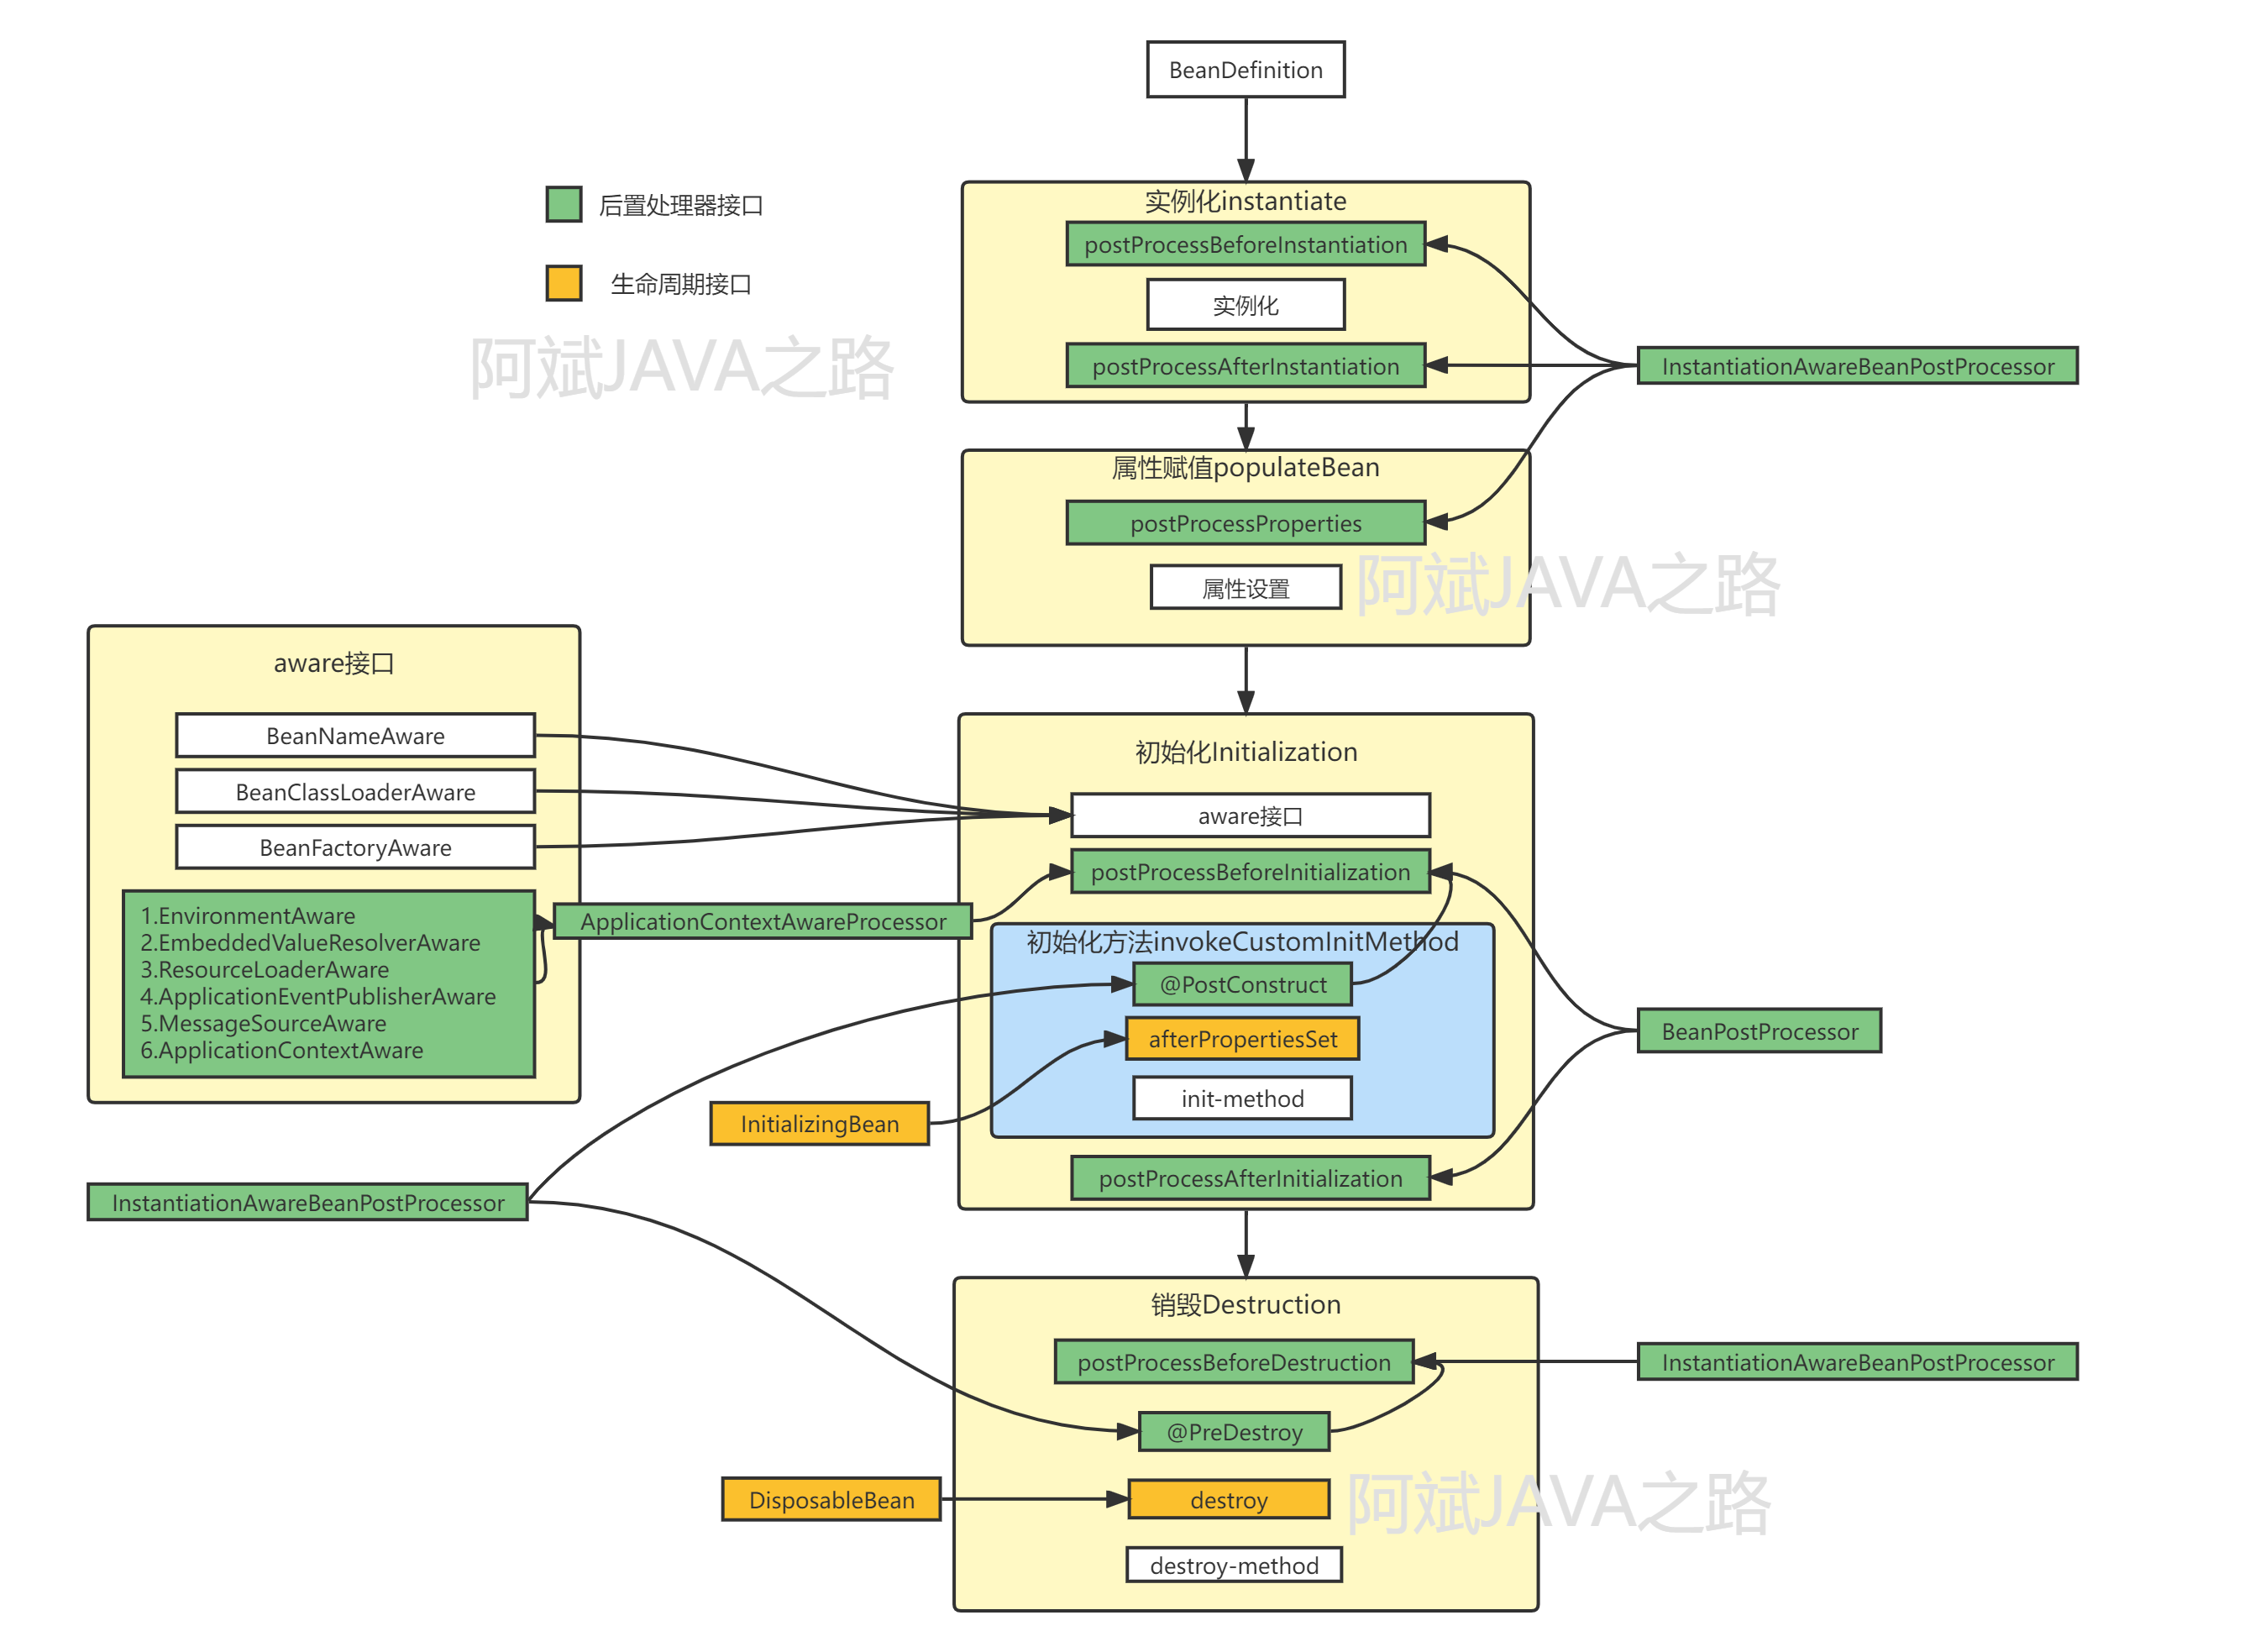 BeanDefinition
后置处理器接口
生命周期接口
阿斌JAVA之路
实例化instantiate
postProcessBeforeInstantiation
实例化
postProcessAfterInstantiation
InstantiationAwareBeanPostProcessor
属性赋值populateBean
postProcessProperties
属性设置
阿斌JAVA之路
aware接口
BeanNameAware
BeanClassLoaderAware
BeanFactoryAware
1.EnvironmentAware
2.EmbeddedValueResolverAware
3.ResourceLoaderAware
4.ApplicationEventPublisherAware
5.MessageSourceAware
6.ApplicationContextAware
ApplicationContextAwareProcessor
初始化Initialization
aware接口
postProcessBeforeInitialization
初始化方法invokeCustomInitMethod
@PostConstruct
afterPropertiesSet
init-method
postProcessAfterInitialization
BeanPostProcessor
InitializingBean
InstantiationAwareBeanPostProcessor
销毁Destruction
postProcessBeforeDestruction
InstantiationAwareBeanPostProcessor
@PreDestroy
DisposableBean
destroy
阿斌JAVA之路
destroy-method